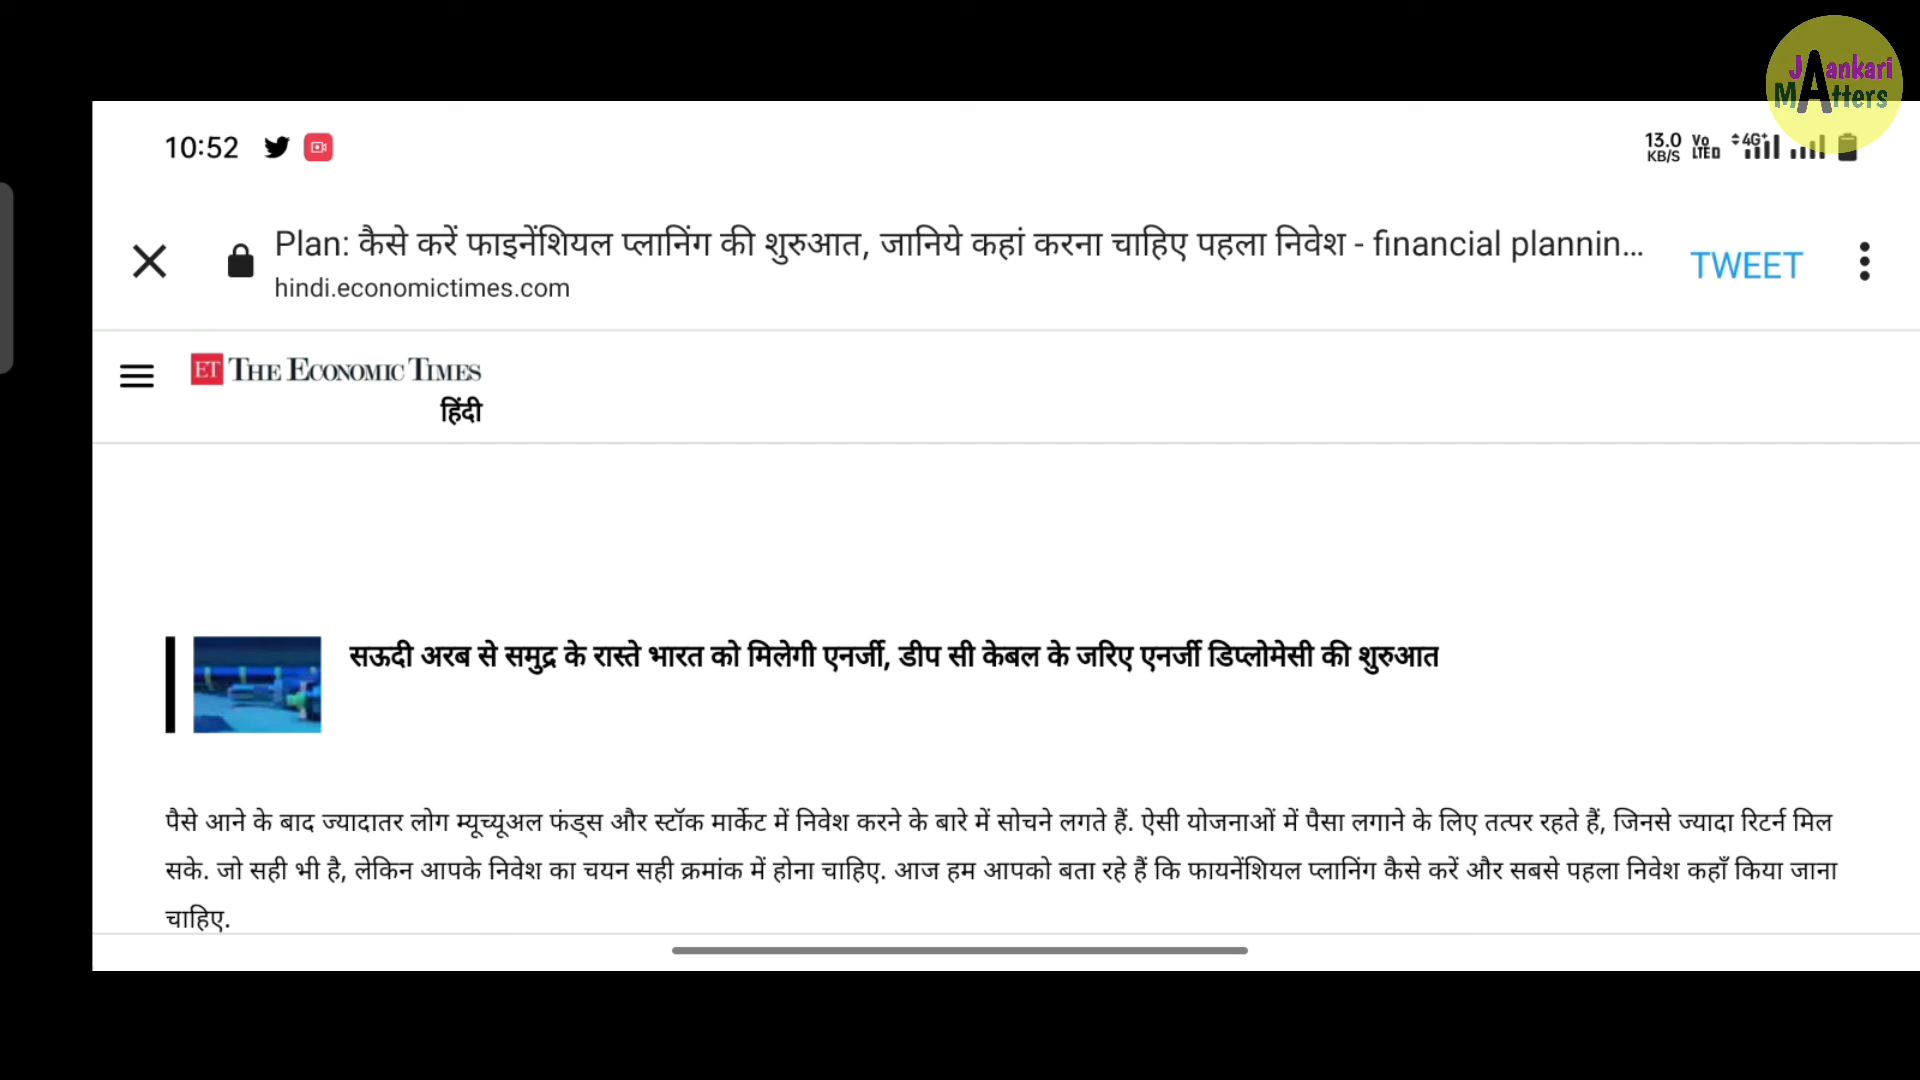 Jaankari
MAtters
10:52
13.0
KB/S
Vo
LTE
4G+
Plan: कैसे करें फाइनेंशियल प्लानिंग की शुरुआत, जानिये कहां करना चाहिए पहला निवेश - financial plannin...
hindi.economictimes.com
TWEET
ET THE ECONOMIC TIMES
हिंदी
सऊदी अरब से समुद्र के रास्ते भारत को मिलेगी एनर्जी, डीप सी केबल के जरिए एनर्जी डिप्लोमेसी की शुरुआत
पैसे आने के बाद ज्यादातर लोग म्यूच्यूअल फंड्स और स्टॉक मार्केट में निवेश करने के बारे में सोचने लगते हैं. ऐसी योजनाओं में पैसा लगाने के लिए तत्पर रहते हैं, जिनसे ज्यादा रिटर्न मिल
सके. जो सही भी है, लेकिन आपके निवेश का चयन सही क्रमांक में होना चाहिए. आज हम आपको बता रहे हैं कि फायनेंशियल प्लानिंग कैसे करें और सबसे पहला निवेश कहाँ किया जाना
चाहिए.